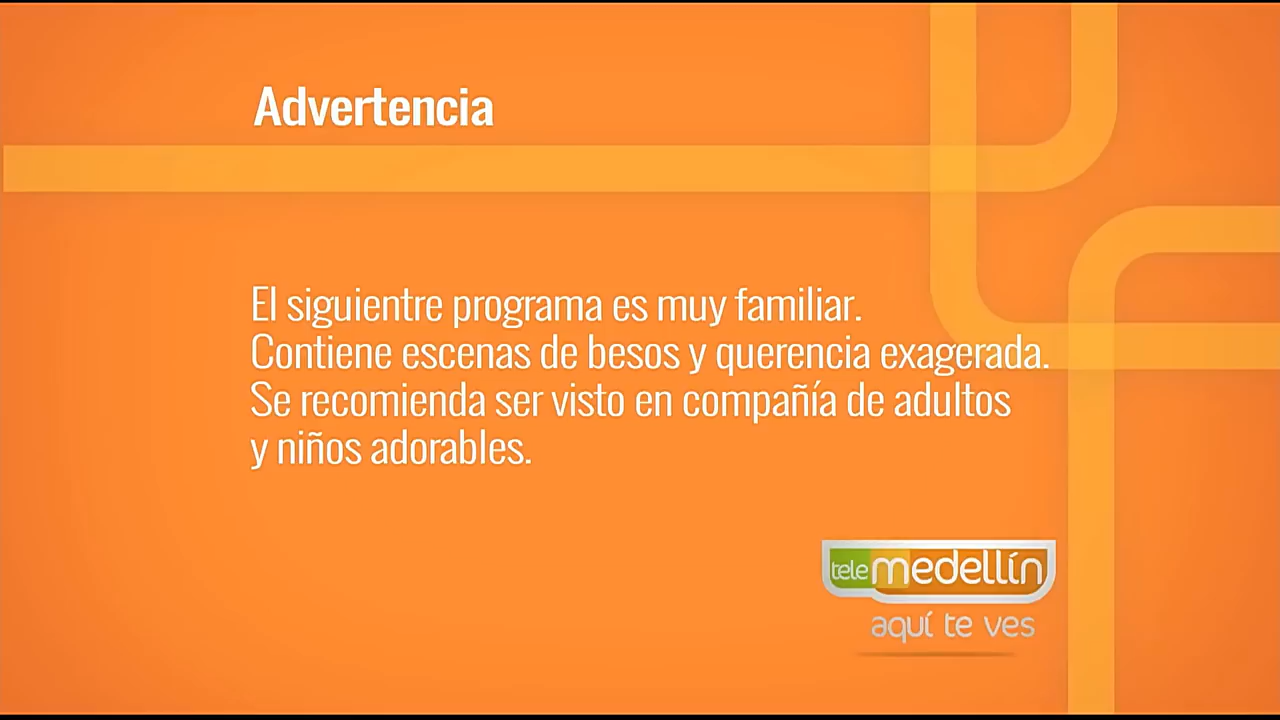 Advertencia
El siguientre programa es muy familiar.
Contiene escenas de besos y querencia exagerada.
Se recomienda ser visto en compañía de adultos
y niños adorables.
telemedellín
aquí te ves